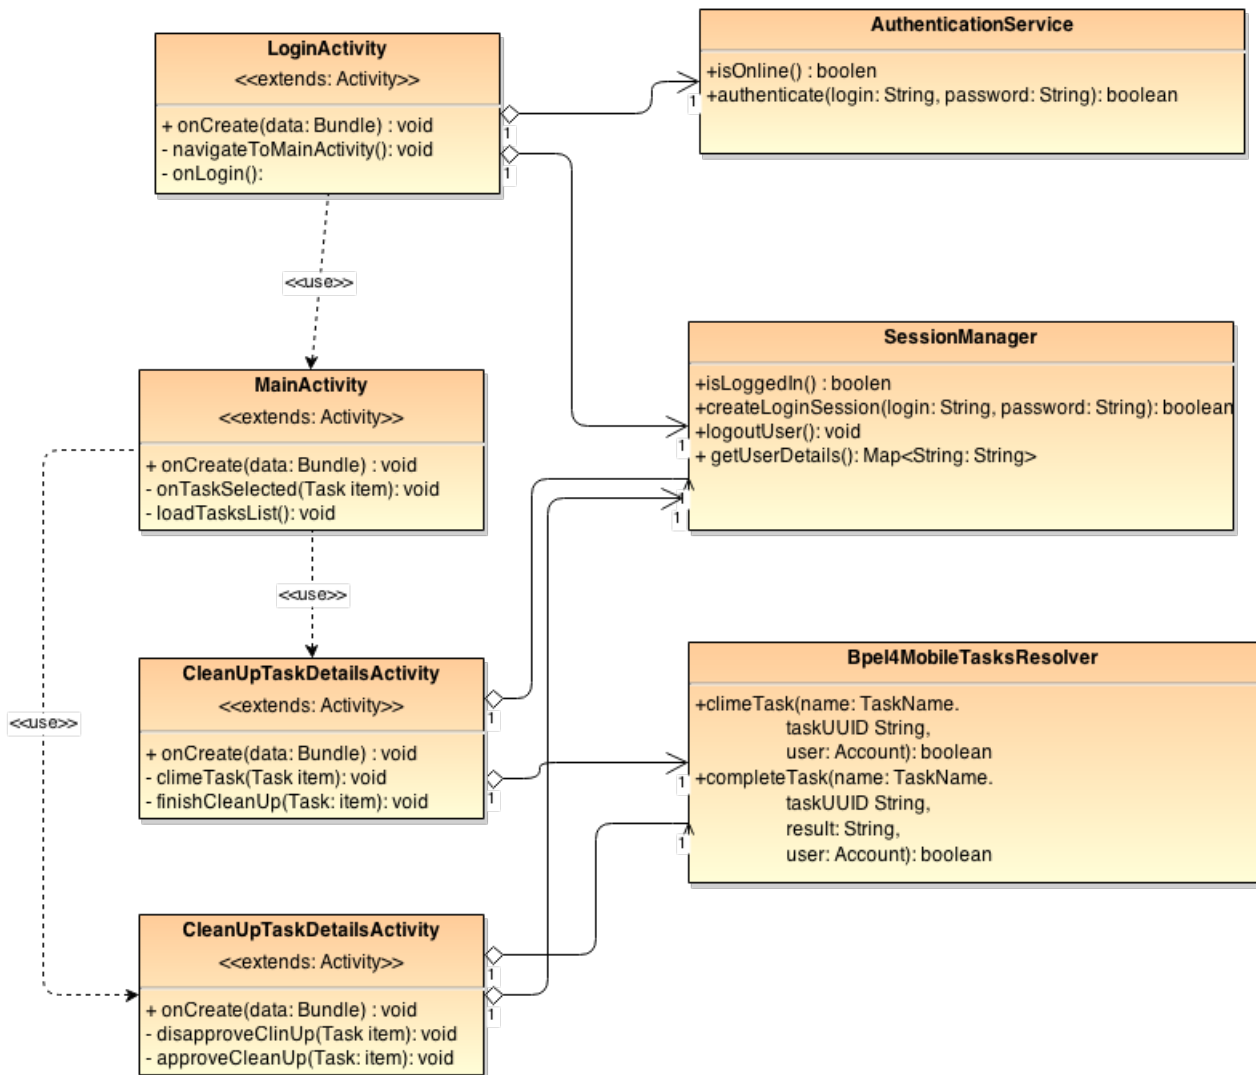 LoginActivity
<<extends: Activity>>
+ onCreate(data: Bundle) : void
- navigateToMainActivity(): void
- onLogin():
AuthenticationService
+isOnline() : boolen
+authenticate(login: String, password: String): boolean
1
1
1
<<use>>
MainActivity
<<extends: Activity>>
+ onCreate(data: Bundle) : void
- onTaskSelected(Task item): void
- loadTasksList(): void
SessionManager
+isLoggedIn() : boolen
+createLoginSession(login: String, password: String): boolean
+logoutUser(): void
+ getUserDetails(): Map<String: String>
1
1
<<use>>
<<use>>
CleanUpTaskDetailsActivity
<<extends: Activity>>
+ onCreate(data: Bundle) : void
- climeTask(Task item): void
- finishCleanUp(Task: item): void
1
1
Bpel4MobileTasksResolver
+climeTask(name: TaskName.
taskUUID String,
user: Account): boolean
+completeTask(name: TaskName.
taskUUID String,
result: String,
user: Account): boolean
1
1
CleanUpTaskDetailsActivity
<<extends: Activity>>
+ onCreate(data: Bundle) : void
- disapproveClinUp(Task item): void
- approveCleanUp(Task: item): void
1
1